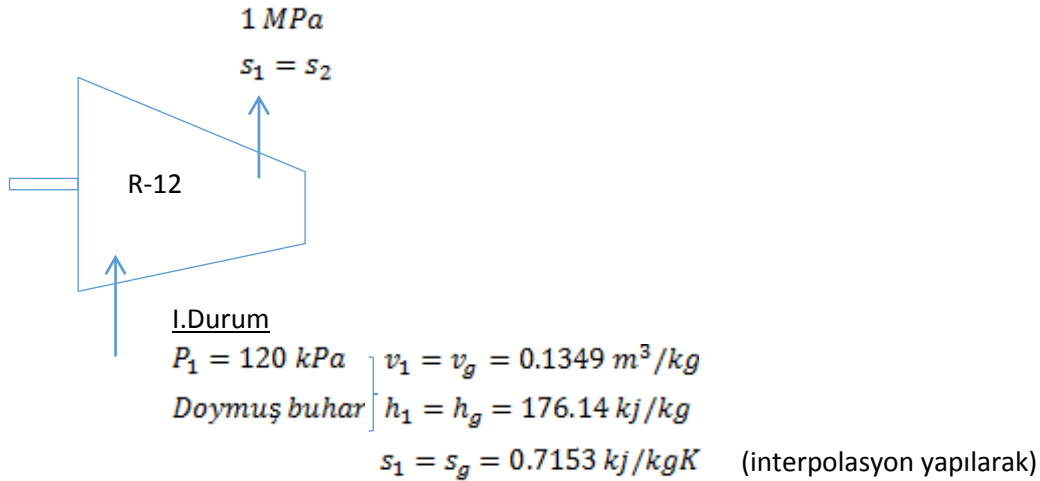 1 MPa
s₁ = s₂
R-12
I.Durum
P₁ = 120 kPa v₁ = v_g = 0.1349 m³/kg
Doymuş buhar h₁ = h_g = 176.14 kj/kg
s₁ = s_g = 0.7153 kj/kgK (interpolasyon yapılarak)